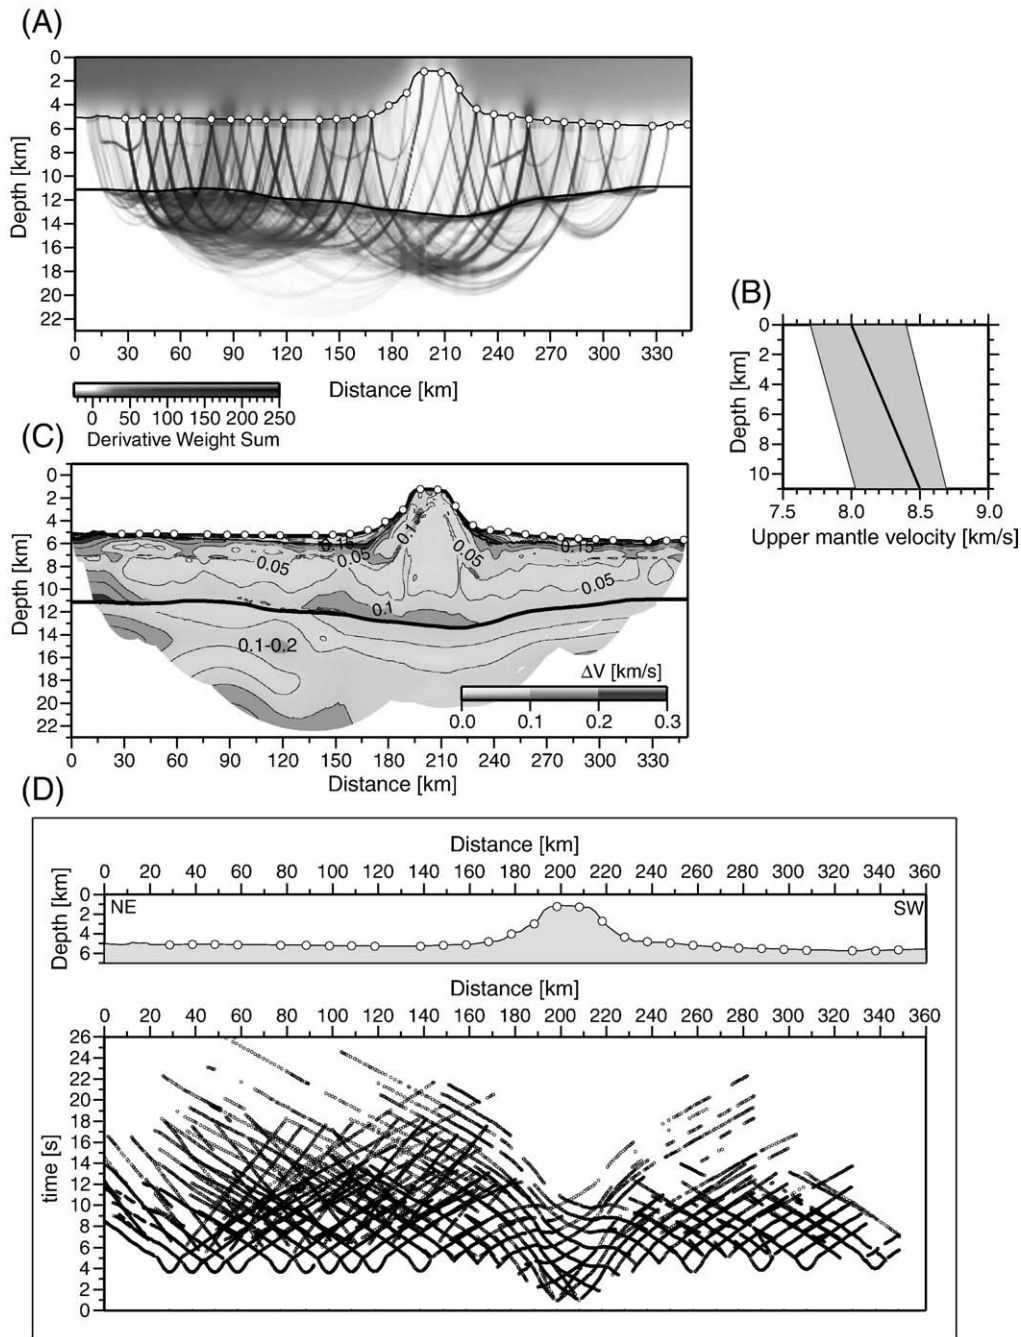 (A)
0
2
4
6
8
10
12
14
16
18
20
22
Depth [km]
0 30 60 90 120 150 180 210 240 270 300 330
Distance [km]
0 50 100 150 200 250
Derivative Weight Sum
(B)
0
2
4
6
8
10
Depth [km]
7.5 8.0 8.5 9.0
Upper mantle velocity [km/s]
(C)
0
2
4
6
8
10
12
14
16
18
20
22
Depth [km]
0.15
0.05
0.05
0.1
0.05
0.15
0.05
0.1
0.1-0.2
ΔV [km/s]
0.0 0.1 0.2 0.3
0 30 60 90 120 150 180 210 240 270 300 330
Distance [km]
(D)
Distance [km]
0 20 40 60 80 100 120 140 160 180 200 220 240 260 280 300 320 340 360
0
2
4
6
Depth [km]
NE
SW
Distance [km]
0 20 40 60 80 100 120 140 160 180 200 220 240 260 280 300 320 340 360
26
24
22
20
18
16
14
12
10
8
6
4
2
0
time [s]